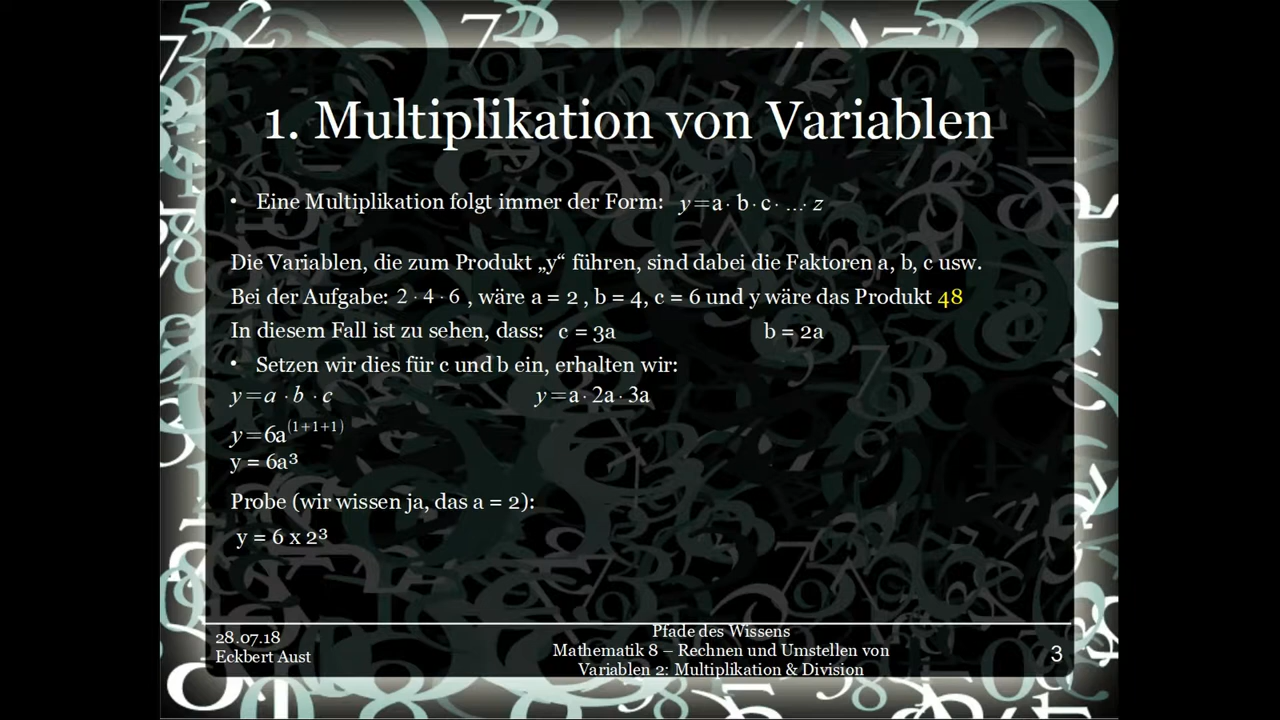 1. Multiplikation von Variablen
• Eine Multiplikation folgt immer der Form: y=a · b · c · ... · z
Die Variablen, die zum Produkt „y“ führen, sind dabei die Faktoren a, b, c usw.
Bei der Aufgabe: 2 · 4 · 6 , wäre a = 2 , b = 4, c = 6 und y wäre das Produkt 48
In diesem Fall ist zu sehen, dass: c = 3a b = 2a
• Setzen wir dies für c und b ein, erhalten wir:
y=a · b · c y=a · 2a · 3a
y=6a⁽¹⁺¹⁺¹⁾
y = 6a³
Probe (wir wissen ja, das a = 2):
y = 6 x 2³
28.07.18
Eckbert Aust
Pfade des Wissens
Mathematik 8 – Rechnen und Umstellen von
Variablen 2: Multiplikation & Division
3